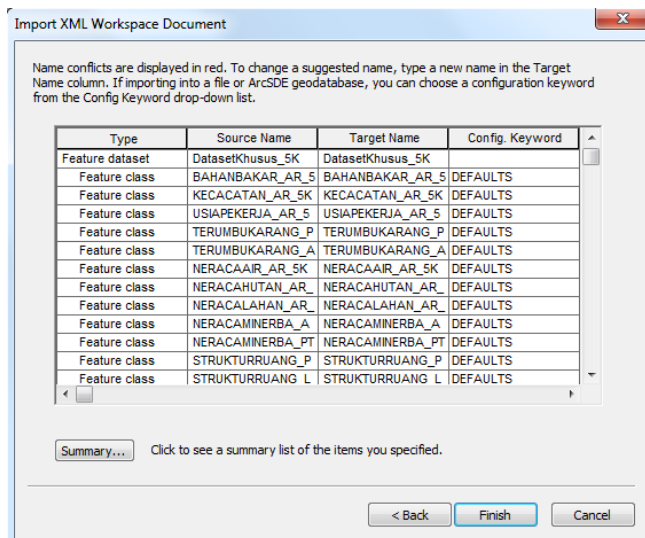 Import XML Workspace Document
Name conflicts are displayed in red. To change a suggested name, type a new name in the Target
Name column. If importing into a file or ArcSDE geodatabase, you can choose a configuration keyword
from the Config Keyword drop-down list.
Type Source Name Target Name Config. Keyword
Feature dataset DatasetKhusus_5K DatasetKhusus_5K
Feature class BAHANBAKAR_AR_5 BAHANBAKAR_AR_5 DEFAULTS
Feature class KECACATAN_AR_5K KECACATAN_AR_5K DEFAULTS
Feature class USIAPEKERJA_AR_5 USIAPEKERJA_AR_5 DEFAULTS
Feature class TERUMBUKARANG_P TERUMBUKARANG_P DEFAULTS
Feature class TERUMBUKARANG_A TERUMBUKARANG_A DEFAULTS
Feature class NERACAAIR_AR_5K NERACAAIR_AR_5K DEFAULTS
Feature class NERACAHUTAN_AR_ NERACAHUTAN_AR_ DEFAULTS
Feature class NERACALAHAN_AR_ NERACALAHAN_AR_ DEFAULTS
Feature class NERACAMINERBA_A NERACAMINERBA_A DEFAULTS
Feature class NERACAMINERBA_PT NERACAMINERBA_PT DEFAULTS
Feature class STRUKTURRUANG_P STRUKTURRUANG_P DEFAULTS
Feature class STRUKTURRUANG_L STRUKTURRUANG_L DEFAULTS
Summary... Click to see a summary list of the items you specified.
< Back Finish Cancel